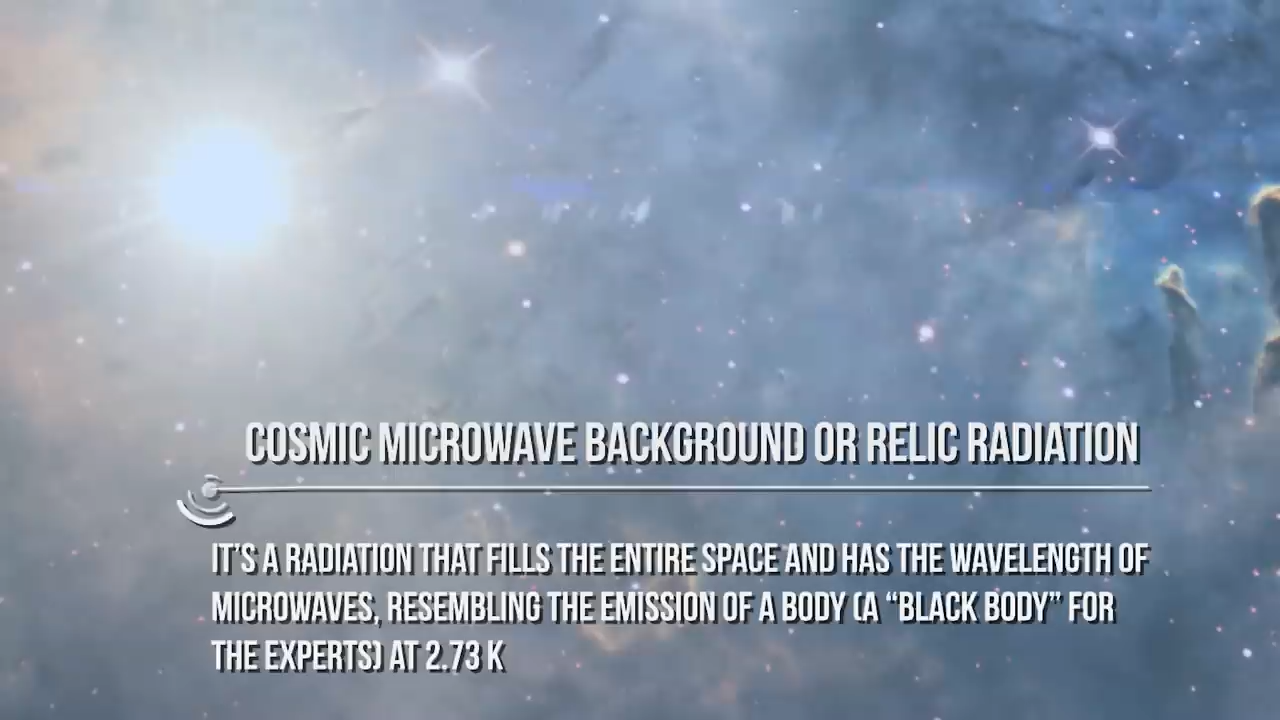 COSMIC MICROWAVE BACKGROUND OR RELIC RADIATION
IT'S A RADIATION THAT FILLS THE ENTIRE SPACE AND HAS THE WAVELENGTH OF
MICROWAVES, RESEMBLING THE EMISSION OF A BODY (A “BLACK BODY” FOR
THE EXPERTS) AT 2.73 K